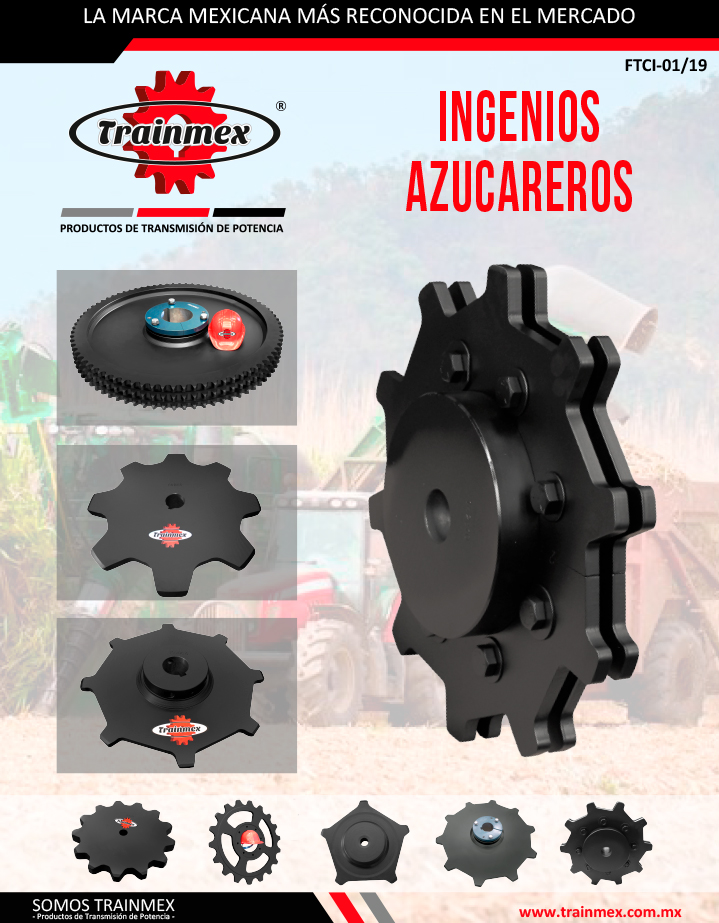 LA MARCA MEXICANA MÁS RECONOCIDA EN EL MERCADO
FTCI-01/19
Trainmex ®
INGENIOS
AZUCAREROS
PRODUCTOS DE TRANSMISIÓN DE POTENCIA
Trainmex
Trainmex
SOMOS TRAINMEX
- Productos de Transmisión de Potencia -
www.trainmex.com.mx